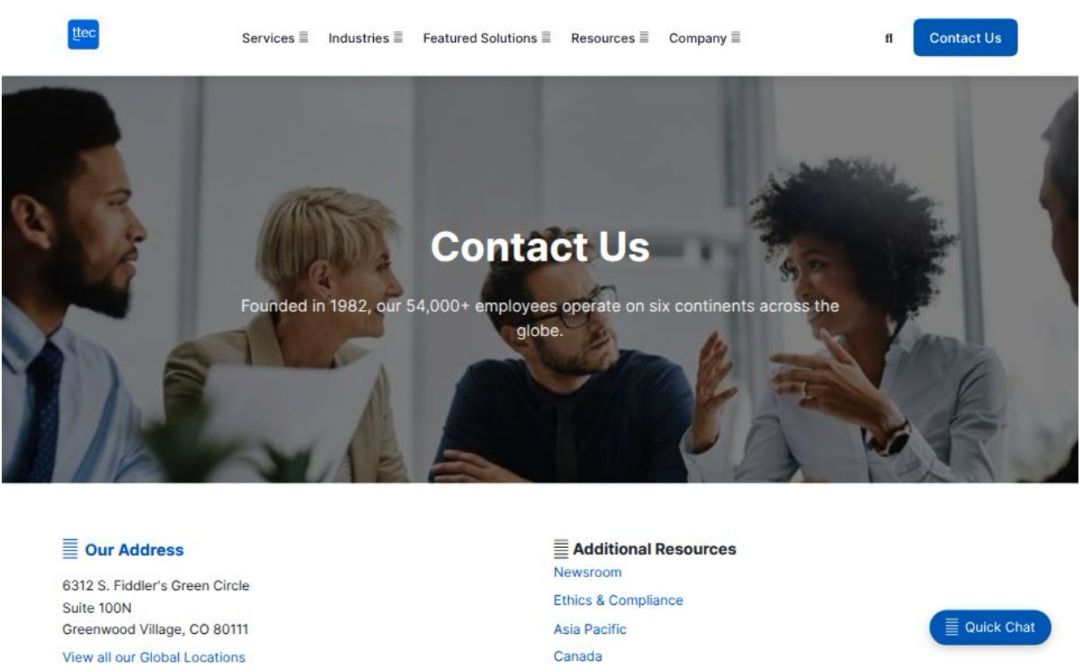 ttec
Services
Industries
Featured Solutions
Resources
Company
Contact Us
Contact Us
Founded in 1982, our 54,000+ employees operate on six continents across the
globe.
Our Address
6312 S. Fiddler's Green Circle
Suite 100N
Greenwood Village, CO 80111
View all our Global Locations
Additional Resources
Newsroom
Ethics & Compliance
Asia Pacific
Canada
Quick Chat